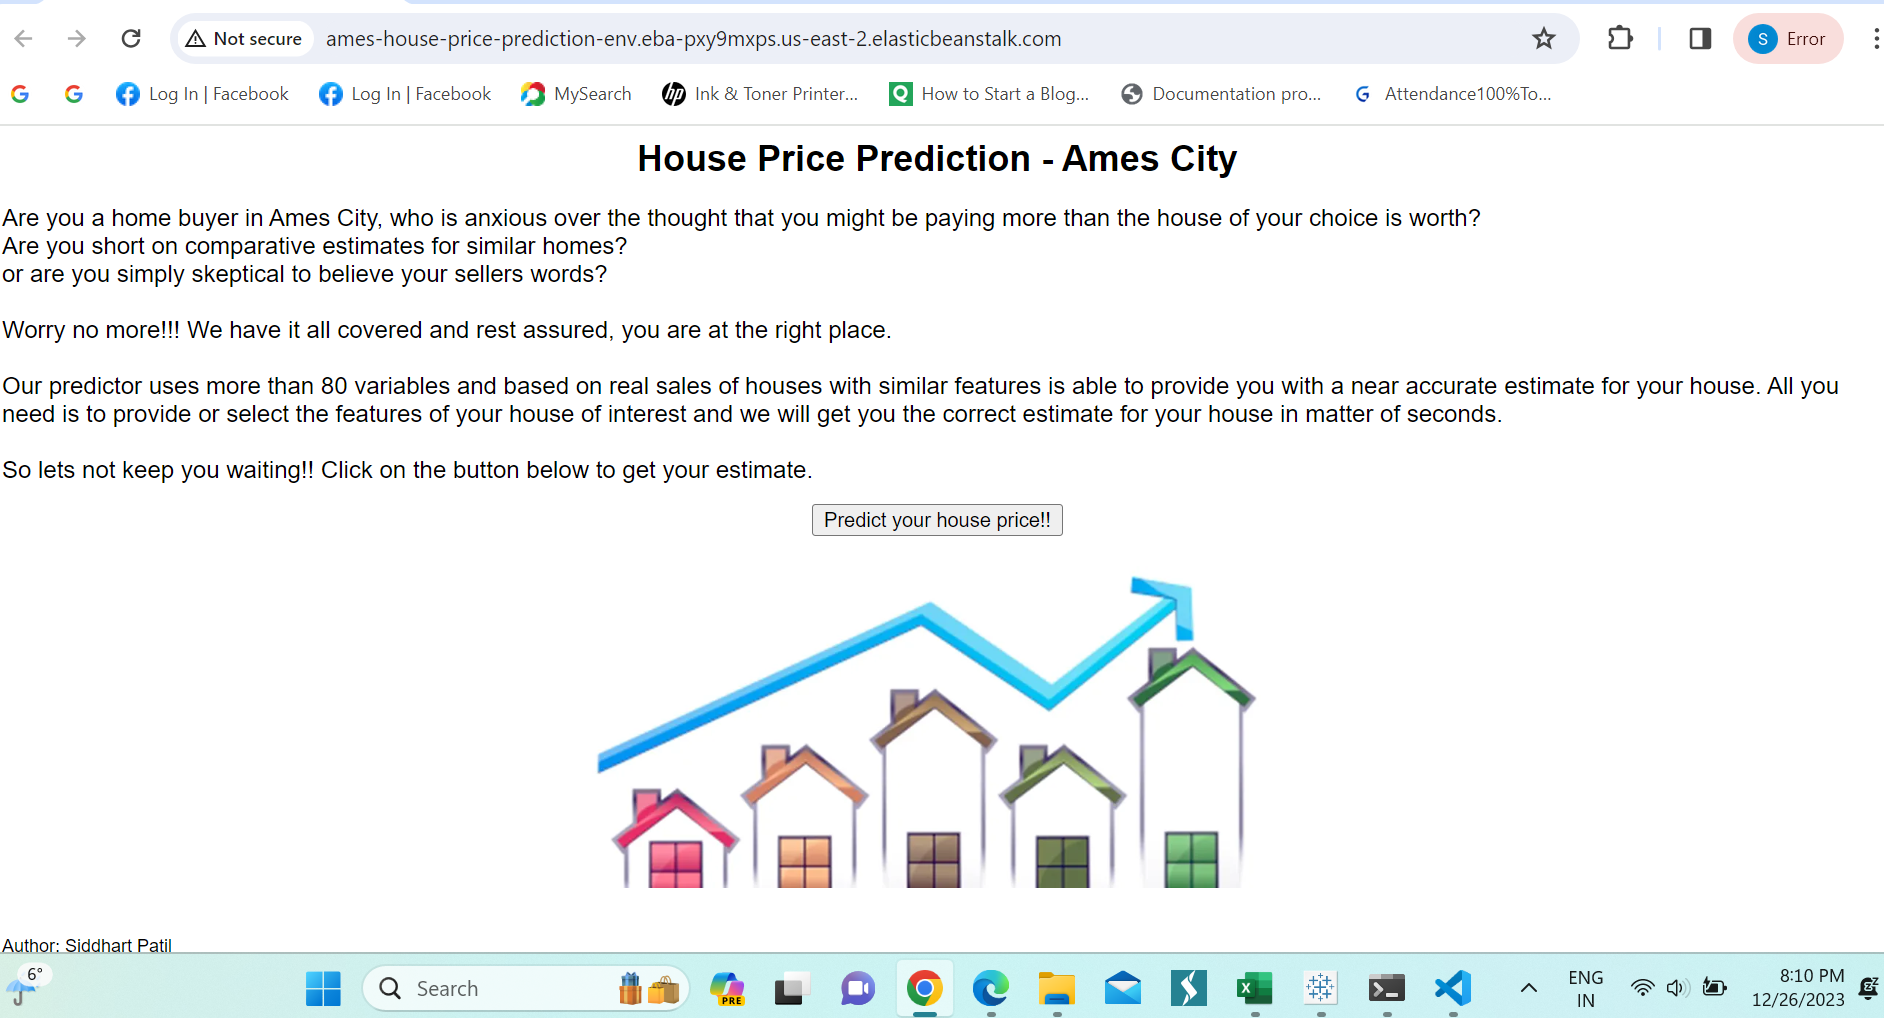 Not secure
ames-house-price-prediction-env.eba-pxy9mxps.us-east-2.elasticbeanstalk.com
S Error
Log In | Facebook
Log In | Facebook
MySearch
Ink & Toner Printer...
How to Start a Blog...
Documentation pro...
Attendance100%To...
House Price Prediction - Ames City
Are you a home buyer in Ames City, who is anxious over the thought that you might be paying more than the house of your choice is worth?
Are you short on comparative estimates for similar homes?
or are you simply skeptical to believe your sellers words?
Worry no more!!! We have it all covered and rest assured, you are at the right place.
Our predictor uses more than 80 variables and based on real sales of houses with similar features is able to provide you with a near accurate estimate for your house. All you
need is to provide or select the features of your house of interest and we will get you the correct estimate for your house in matter of seconds.
So lets not keep you waiting!! Click on the button below to get your estimate.
Predict your house price!!
Author: Siddhart Patil
6°
Search
PRE
ENG
IN
8:10 PM
12/26/2023